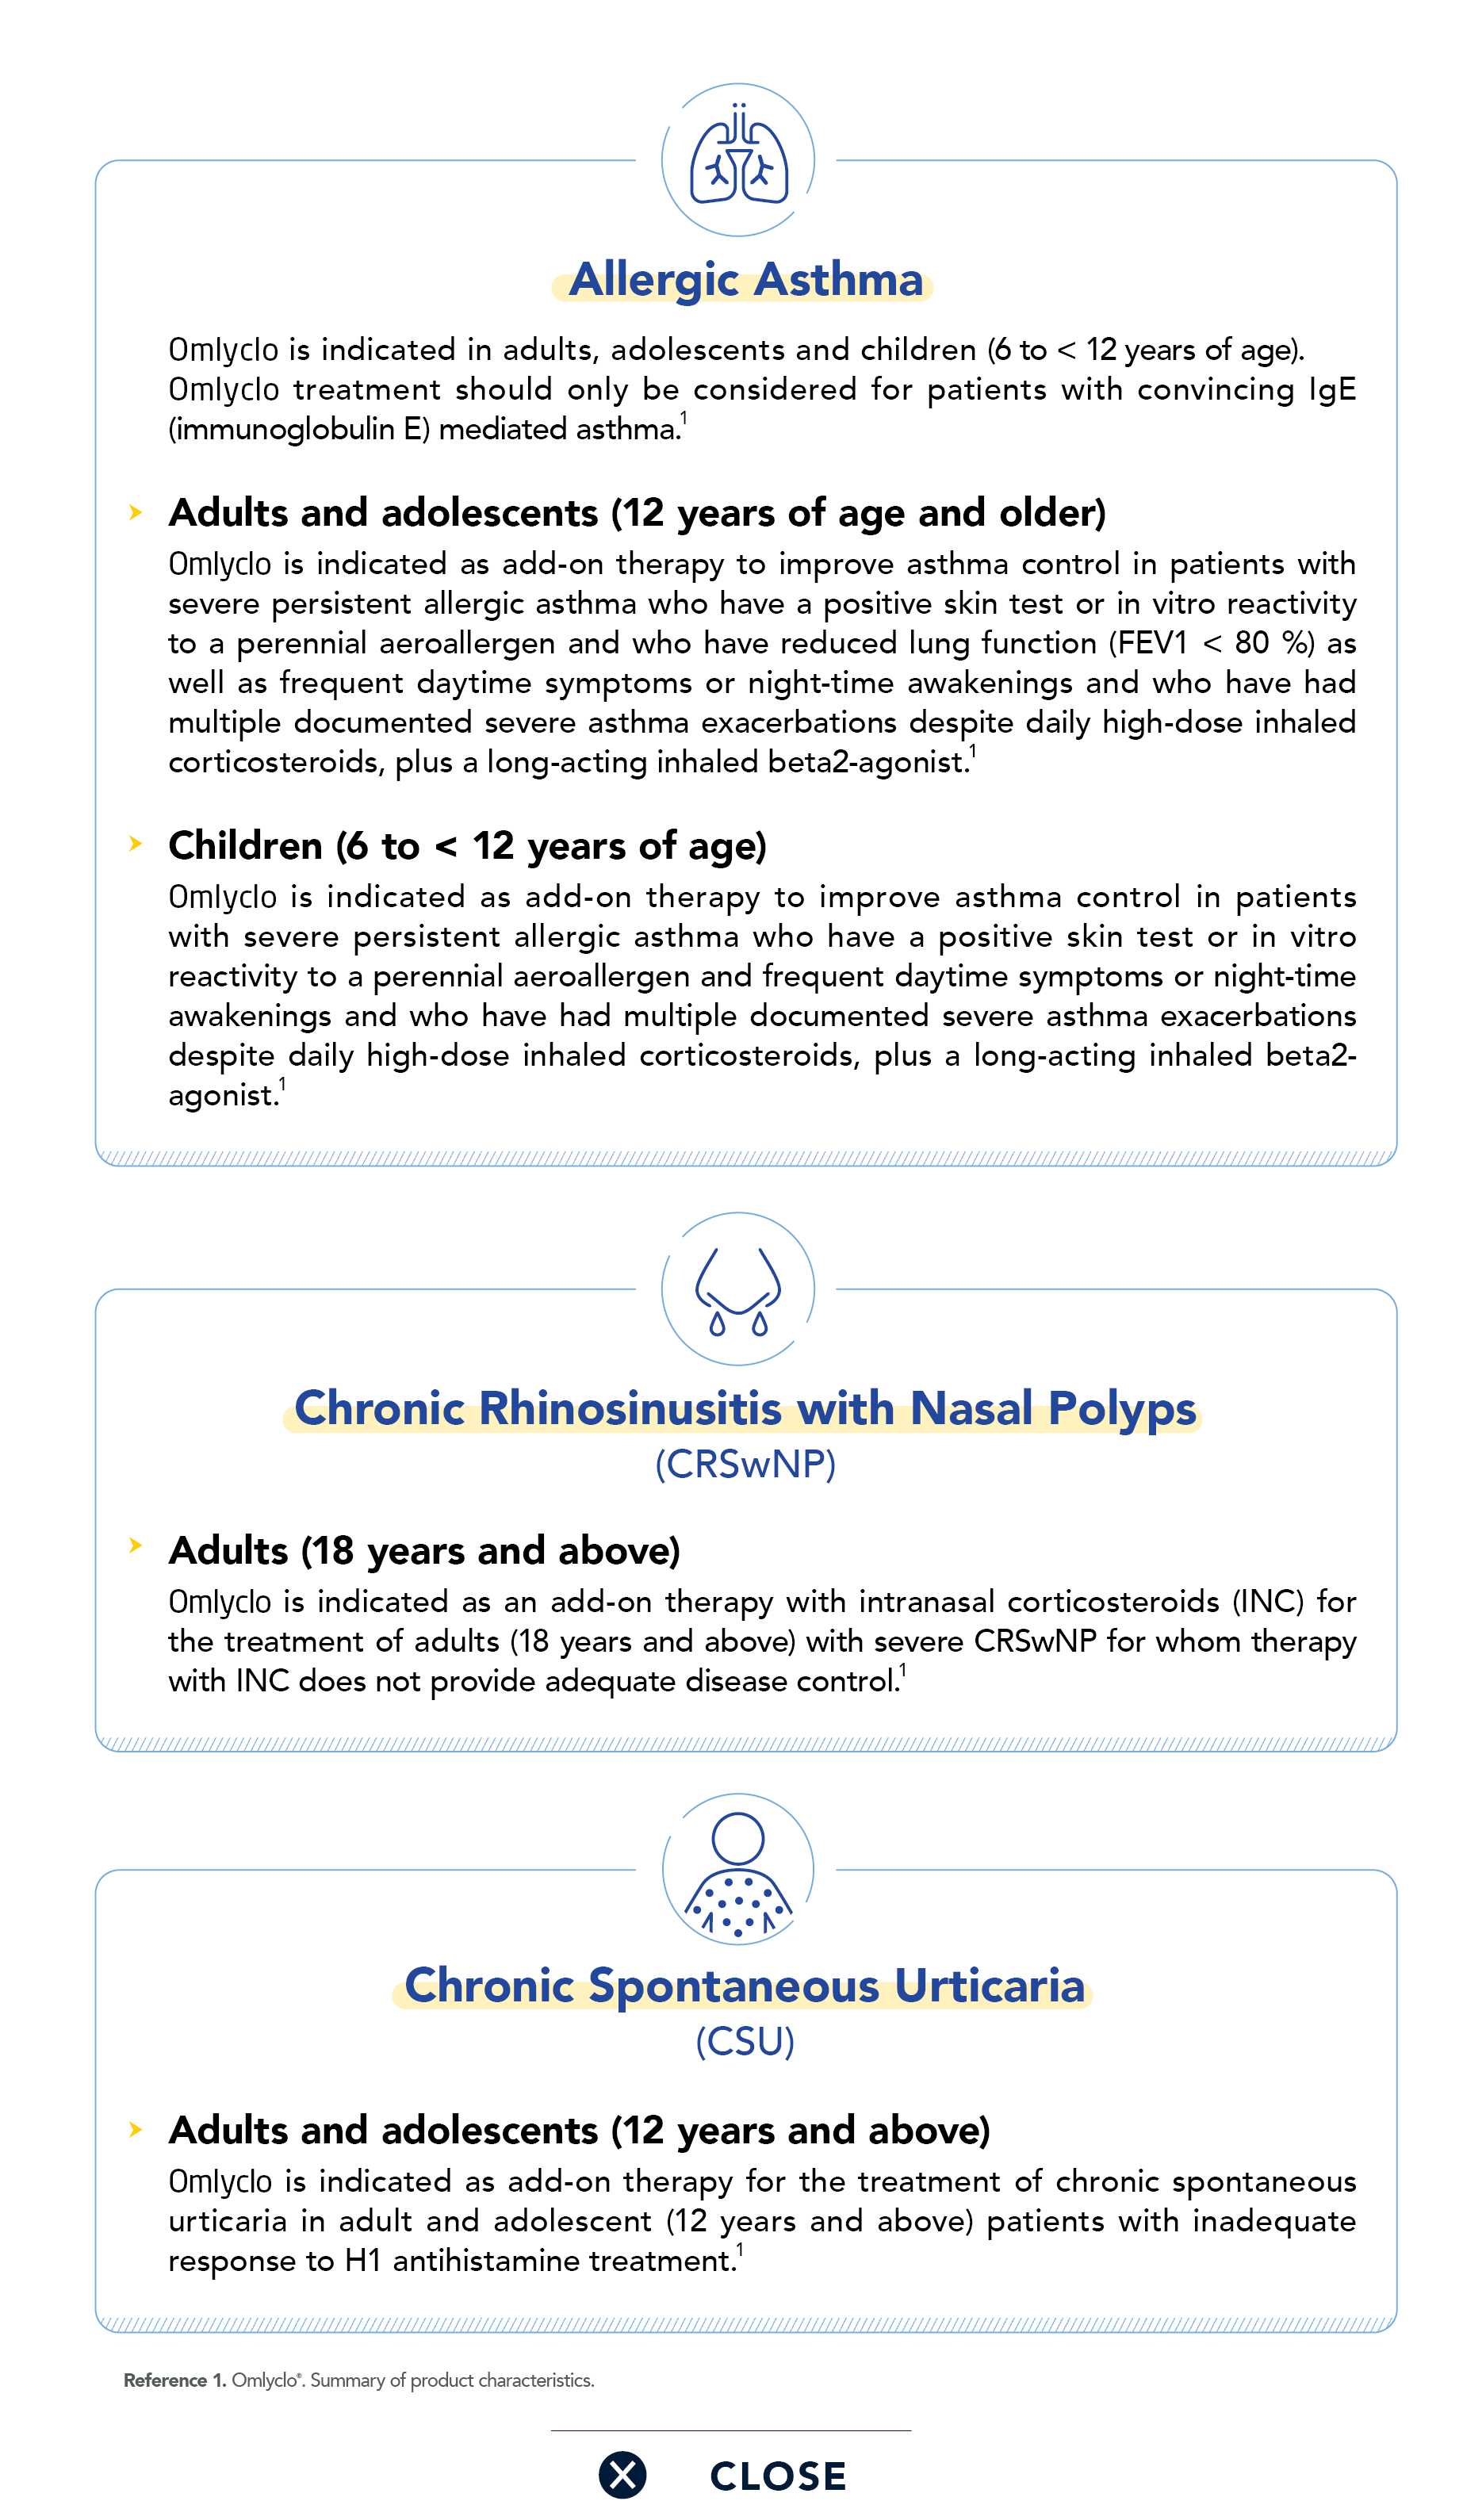 Allergic Asthma
Omlyclo is indicated in adults, adolescents and children (6 to < 12 years of age).
Omlyclo treatment should only be considered for patients with convincing IgE
(immunoglobulin E) mediated asthma.1
Adults and adolescents (12 years of age and older)
Omlyclo is indicated as add-on therapy to improve asthma control in patients with
severe persistent allergic asthma who have a positive skin test or in vitro reactivity
to a perennial aeroallergen and who have reduced lung function (FEV1 < 80 %) as
well as frequent daytime symptoms or night-time awakenings and who have had
multiple documented severe asthma exacerbations despite daily high-dose inhaled
corticosteroids, plus a long-acting inhaled beta2-agonist.1
Children (6 to < 12 years of age)
Omlyclo is indicated as add-on therapy to improve asthma control in patients
with severe persistent allergic asthma who have a positive skin test or in vitro
reactivity to a perennial aeroallergen and frequent daytime symptoms or night-time
awakenings and who have had multiple documented severe asthma exacerbations
despite daily high-dose inhaled corticosteroids, plus a long-acting inhaled beta2-
agonist.1
Chronic Rhinosinusitis with Nasal Polyps
(CRSwNP)
Adults (18 years and above)
Omlyclo is indicated as an add-on therapy with intranasal corticosteroids (INC) for
the treatment of adults (18 years and above) with severe CRSwNP for whom therapy
with INC does not provide adequate disease control.1
Chronic Spontaneous Urticaria
(CSU)
Adults and adolescents (12 years and above)
Omlyclo is indicated as add-on therapy for the treatment of chronic spontaneous
urticaria in adult and adolescent (12 years and above) patients with inadequate
response to H1 antihistamine treatment.1
Reference 1. Omlyclo®. Summary of product characteristics.
CLOSE